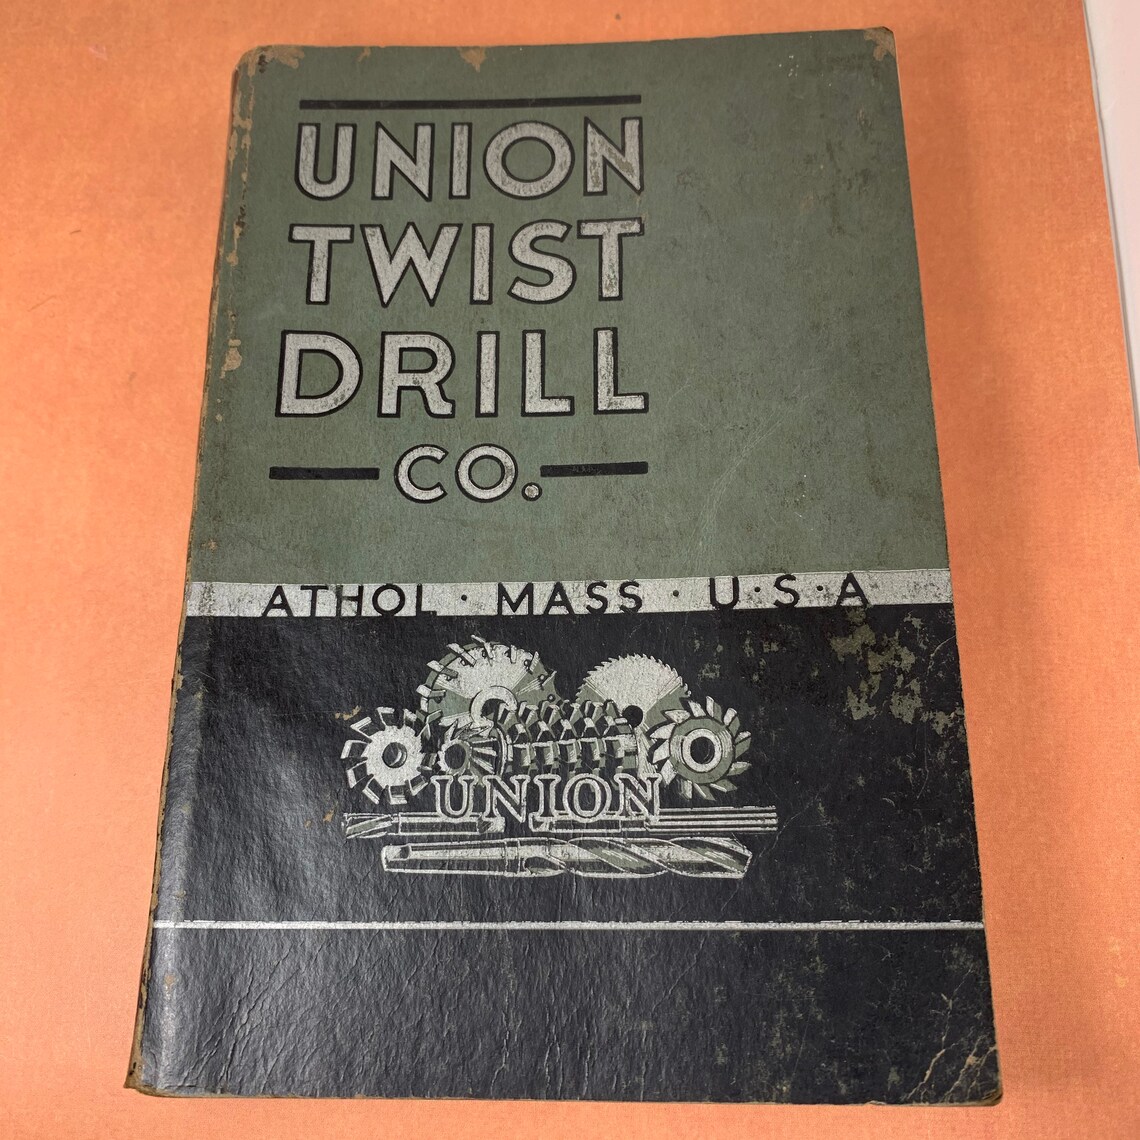 UNION
TWIST
DRILL
CO.
ATHOL · MASS · U·S·A
UNION